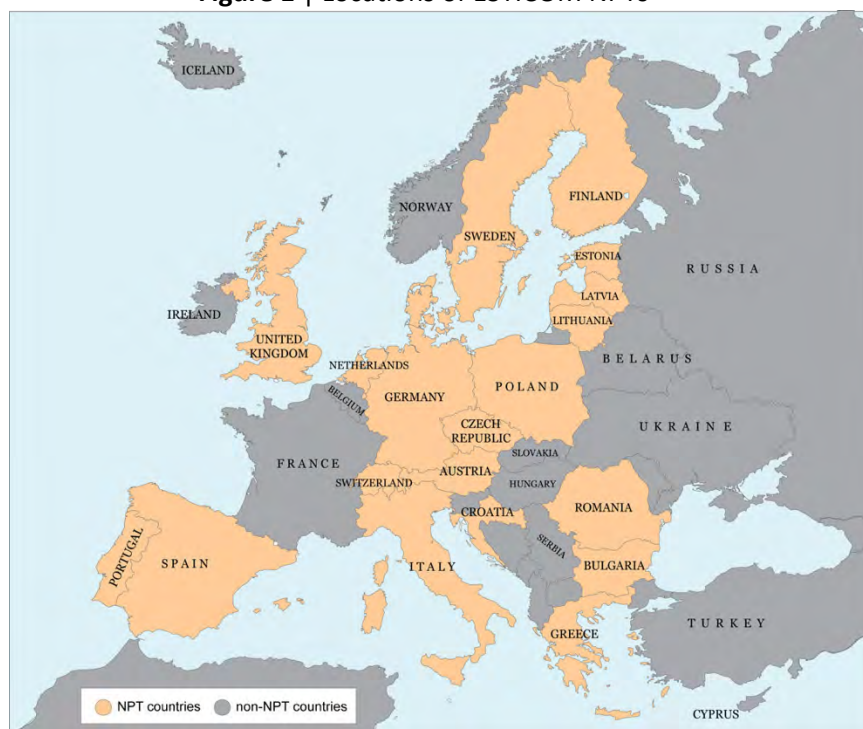 ICELAND
NORWAY
SWEDEN
FINLAND
ESTONIA
LATVIA
LITHUANIA
RUSSIA
BELARUS
IRELAND
UNITED
KINGDOM
NETHERLANDS
BELGIUM
GERMANY
POLAND
CZECH
REPUBLIC
UKRAINE
SLOVAKIA
FRANCE
SWITZERLAND
AUSTRIA
HUNGARY
CROATIA
ROMANIA
SERBIA
PORTUGAL
SPAIN
ITALY
BULGARIA
GREECE
TURKEY
CYPRUS
NPT countries
non-NPT countries